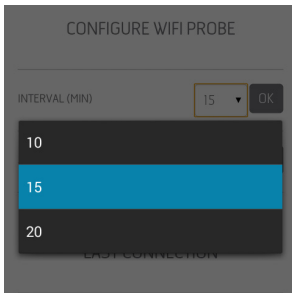 CONFIGURE WIFI PROBE
INTERVAL (MIN) 15 OK
10
15
20
LAST CONNECTION